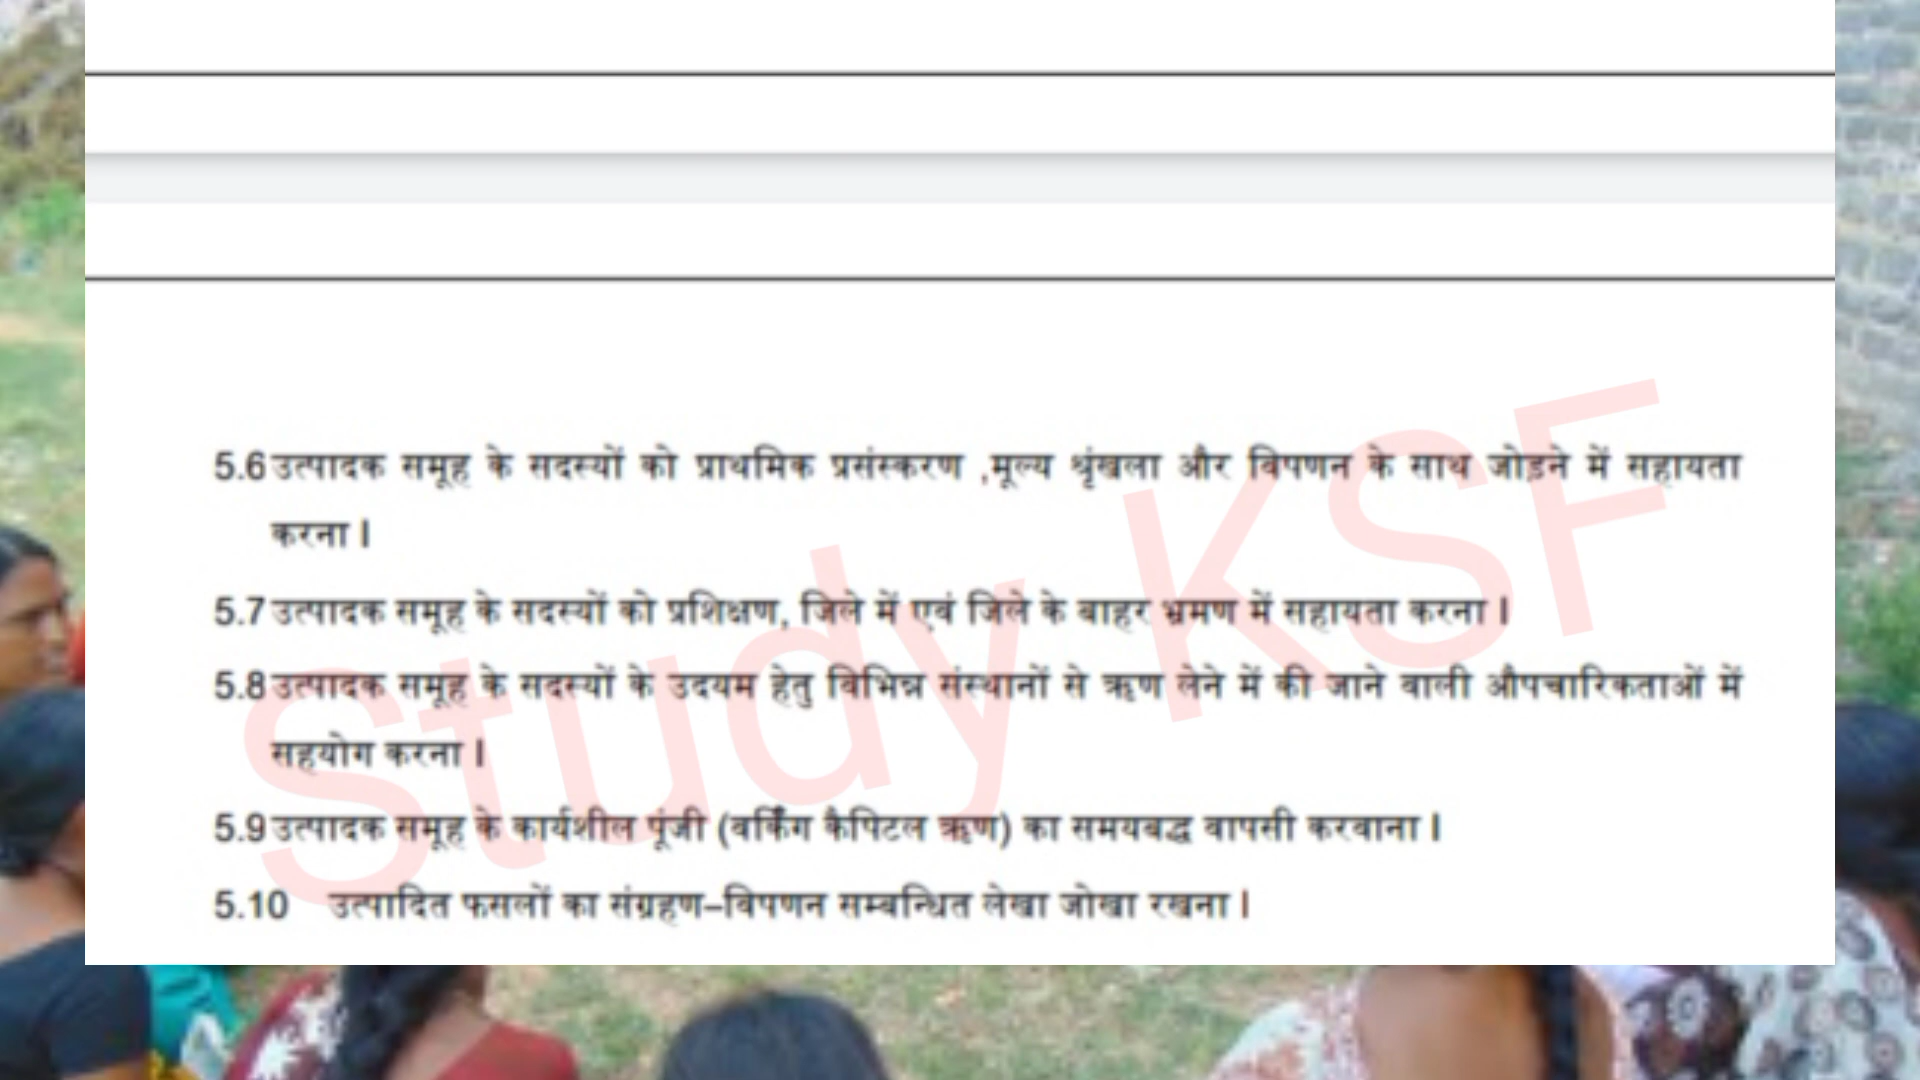 5.6 उत्पादक समूह के सदस्यों को प्राथमिक प्रसंस्करण ,मूल्य श्रृंखला और विपणन के साथ जोड़ने में सहायता
करना l
5.7 उत्पादक समूह के सदस्यों को प्रशिक्षण, जिले में एवं जिले के बाहर भ्रमण में सहायता करना l
5.8 उत्पादक समूह के सदस्यों के उदयम हेतु विभिन्न संस्थानों से ऋण लेने में की जाने वाली औपचारिकताओं में
सहयोग करना l
5.9 उत्पादक समूह के कार्यशील पूंजी (वर्किंग कैपिटल ऋण) का समयबद्ध वापसी करवाना l
5.10 उत्पादित फसलों का संग्रहण–विपणन सम्बन्धित लेखा जोखा रखना l
Study KSF